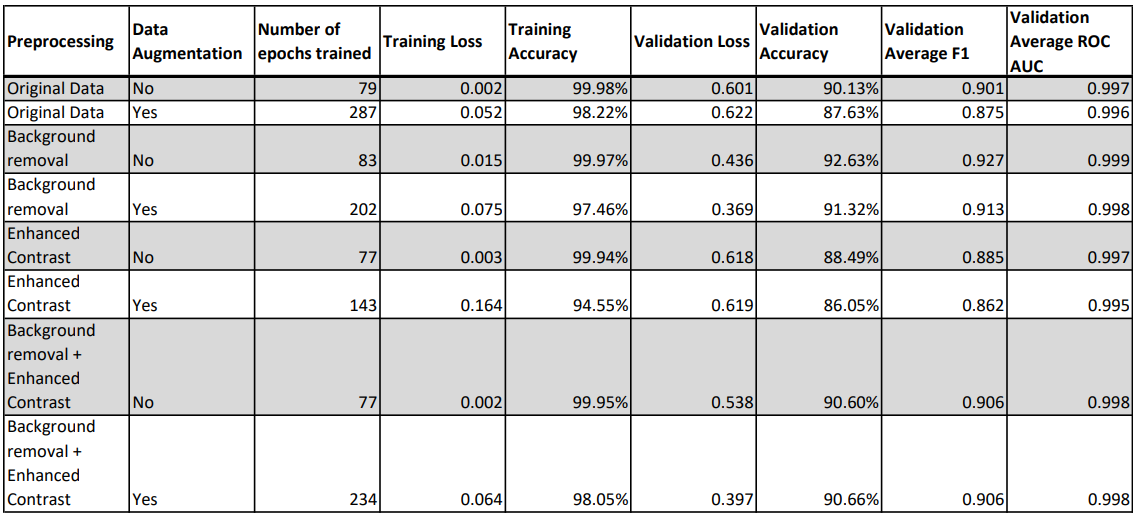 Preprocessing Data Augmentation Number of epochs trained Training Loss Training Accuracy Validation Loss Validation Accuracy Validation Average F1 Validation Average ROC AUC
Original Data No 79 0.002 99.98% 0.601 90.13% 0.901 0.997
Original Data Yes 287 0.052 98.22% 0.622 87.63% 0.875 0.996
Background removal No 83 0.015 99.97% 0.436 92.63% 0.927 0.999
Background removal Yes 202 0.075 97.46% 0.369 91.32% 0.913 0.998
Enhanced Contrast No 77 0.003 99.94% 0.618 88.49% 0.885 0.997
Enhanced Contrast Yes 143 0.164 94.55% 0.619 86.05% 0.862 0.995
Background removal + Enhanced Contrast No 77 0.002 99.95% 0.538 90.60% 0.906 0.998
Background removal + Enhanced Contrast Yes 234 0.064 98.05% 0.397 90.66% 0.906 0.998